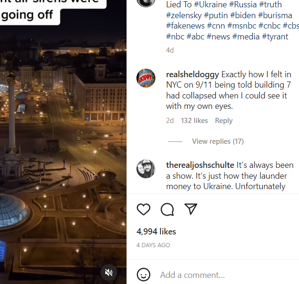 air sirens were
going off
Lied To #Ukraine #Russia #truth
#zelensky #putin #biden #burisma
#fakenews #cnn #msnbc #cnbc #cbs
#nbc #abc #news #media #tyrant
4d
realsheldoggy Exactly how I felt in
NYC on 9/11 being told building 7
had collapsed when I could see it
with my own eyes.
2d 132 likes Reply
View replies (17)
therealjoshschulte It's always been
a show. It's just how they launder
money to Ukraine. Unfortunately
4,994 likes
4 DAYS AGO
Add a comment...